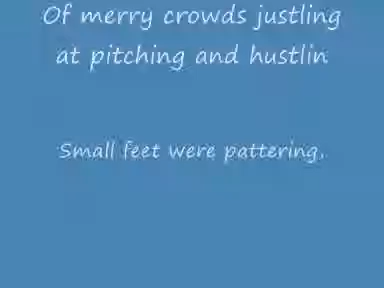 Of merry crowds justling
at pitching and hustlin
Small feet were pattering,